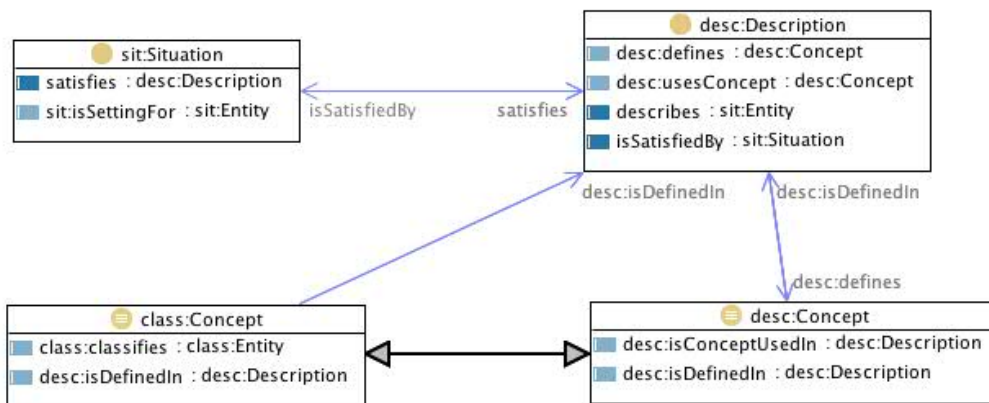 sit:Situation
satisfies : desc:Description
sit:isSettingFor : sit:Entity
desc:Description
desc:defines : desc:Concept
desc:usesConcept : desc:Concept
describes : sit:Entity
isSatisfiedBy : sit:Situation
isSatisfiedBy
satisfies
desc:isDefinedIn
desc:isDefinedIn
desc:defines
class:Concept
class:classifies : class:Entity
desc:isDefinedIn : desc:Description
desc:Concept
desc:isConceptUsedIn : desc:Description
desc:isDefinedIn : desc:Description